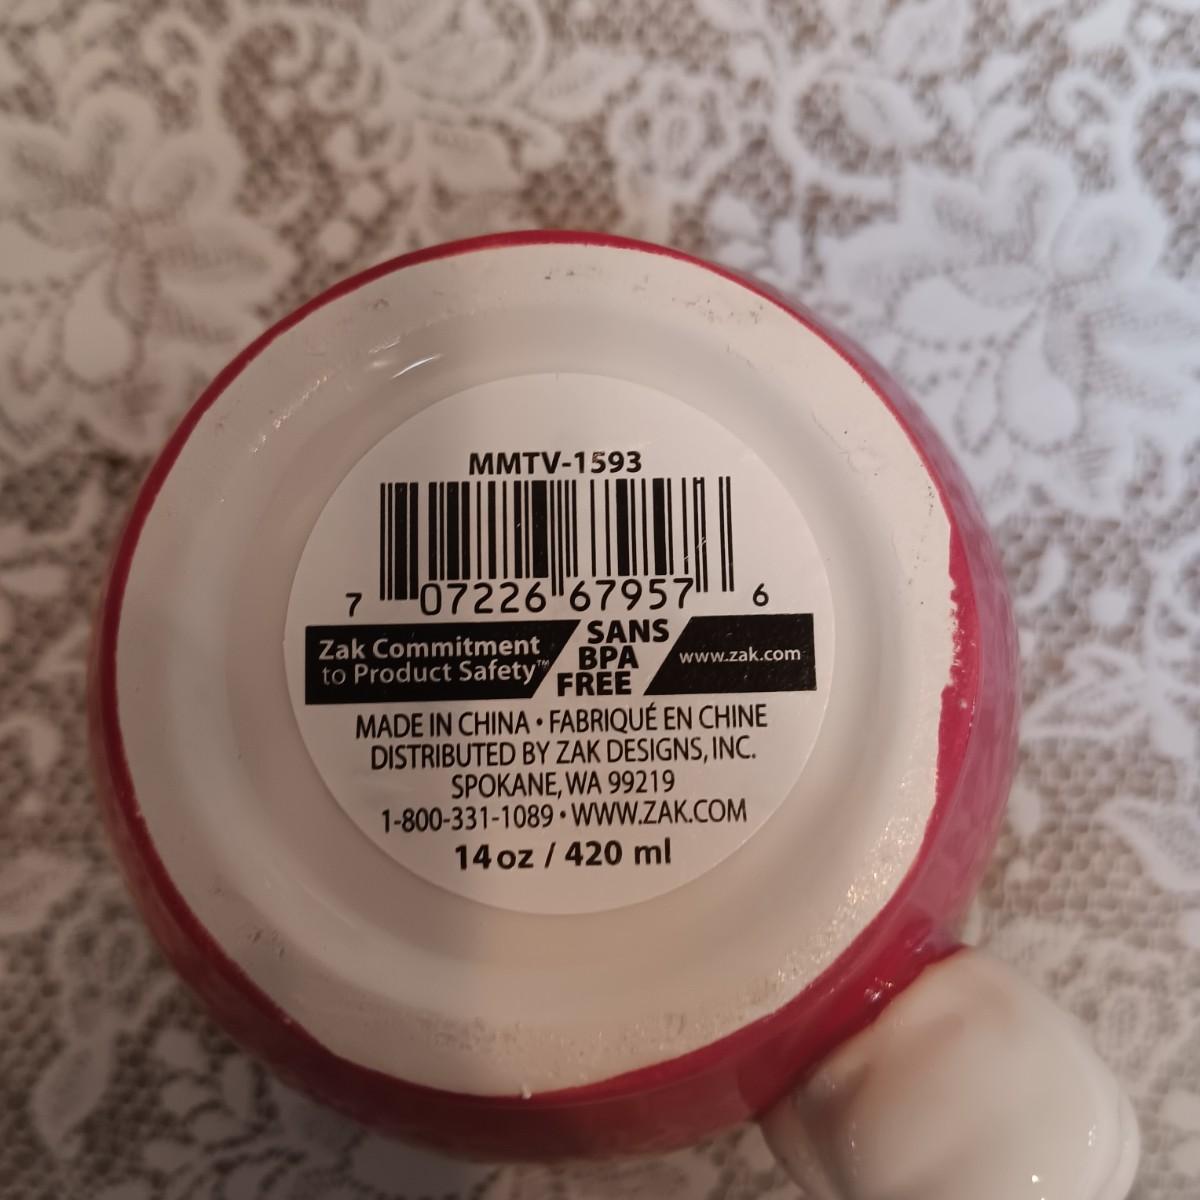 MMTV-1593
7 07226 67957 6
Zak Commitment
to Product Safety™
SANS
BPA
FREE
www.zak.com
MADE IN CHINA • FABRIQUÉ EN CHINE
DISTRIBUTED BY ZAK DESIGNS, INC.
SPOKANE, WA 99219
1-800-331-1089 • WWW.ZAK.COM
14 oz / 420 ml